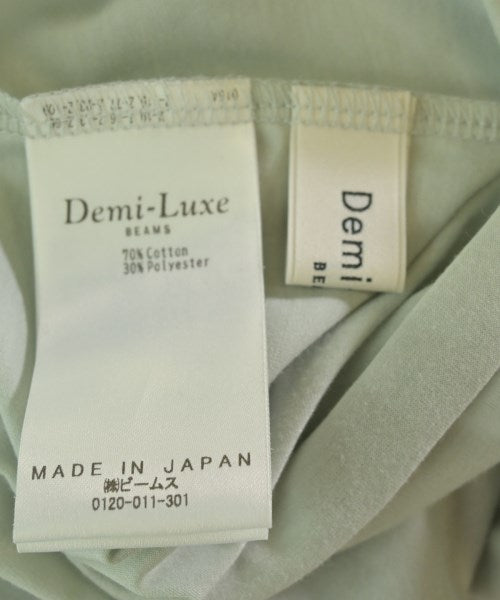 Demi-Luxe
BEAMS
70% Cotton
30% Polyester
MADE IN JAPAN
㈱ビームス
0120-011-301
Demi
BE